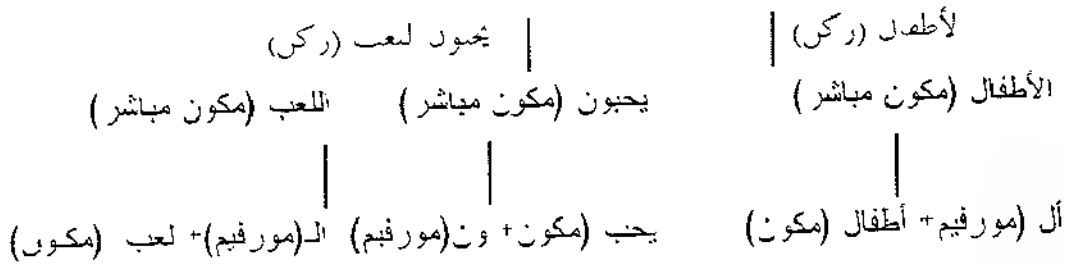 لأطفال (ركن) يحبون لعب (ركن)
الأطفال (مكون مباشر) يحبون (مكون مباشر) اللعب (مكون مباشر)
أل (مورفيم+ أطفال (مكون) يحب (مكون+ ون(مورفيم) الـ(مورفيم)+ لعب (مكون)